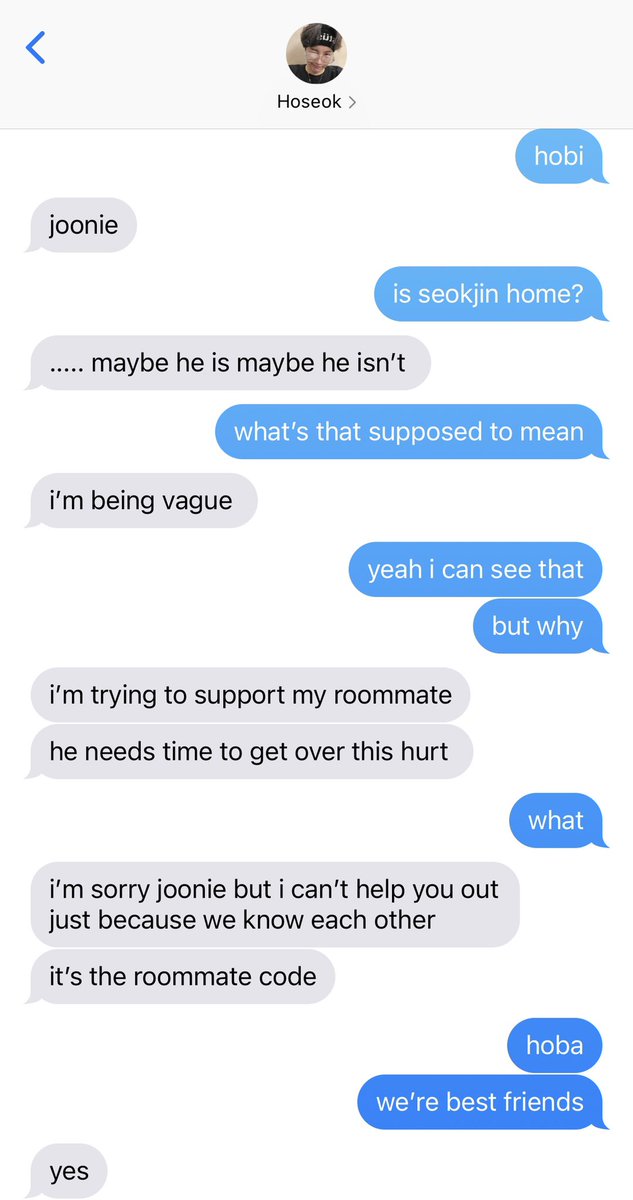 Hoseok
hobi
joonie
is seokjin home?
..... maybe he is maybe he isn’t
what’s that supposed to mean
i’m being vague
yeah i can see that
but why
i’m trying to support my roommate
he needs time to get over this hurt
what
i’m sorry joonie but i can’t help you out
just because we know each other
it’s the roommate code
hoba
we’re best friends
yes